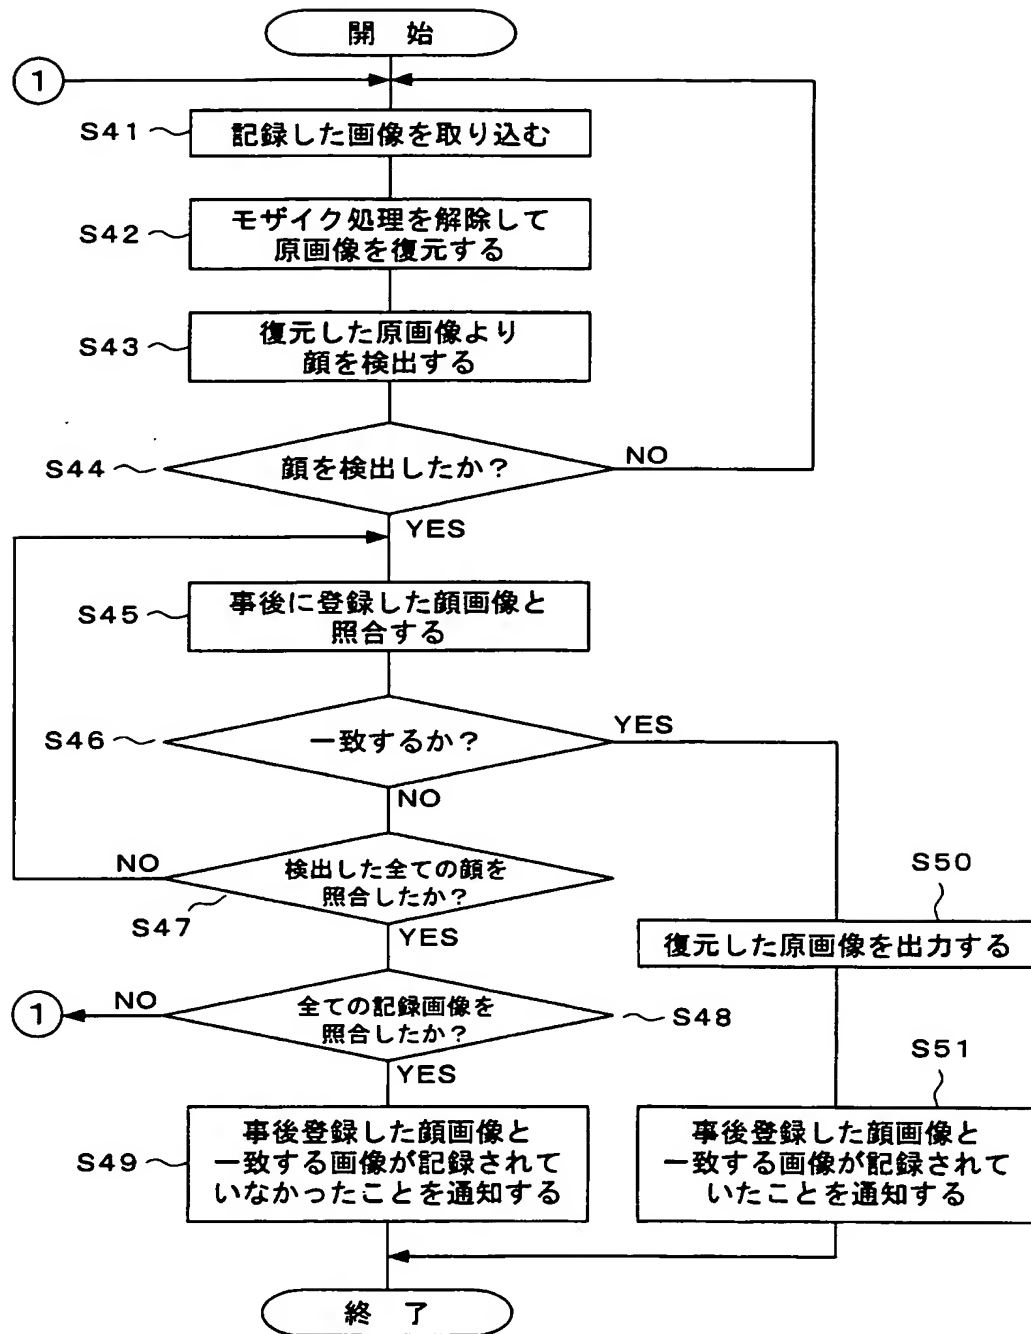 開 始
1
S41
記録した画像を取り込む
S42
モザイク処理を解除して
原画像を復元する
S43
復元した原画像より
顔を検出する
S44
顔を検出したか?
NO
YES
S45
事後に登録した顔画像と
照合する
S46
一致するか?
YES
NO
NO
検出した全ての顔を
照合したか?
S47
YES
S50
復元した原画像を出力する
1
NO
全ての記録画像を
照合したか?
S48
YES
S51
S49
事後登録した顔画像と
一致する画像が記録されて
いなかったことを通知する
事後登録した顔画像と
一致する画像が記録されて
いたことを通知する
終 了